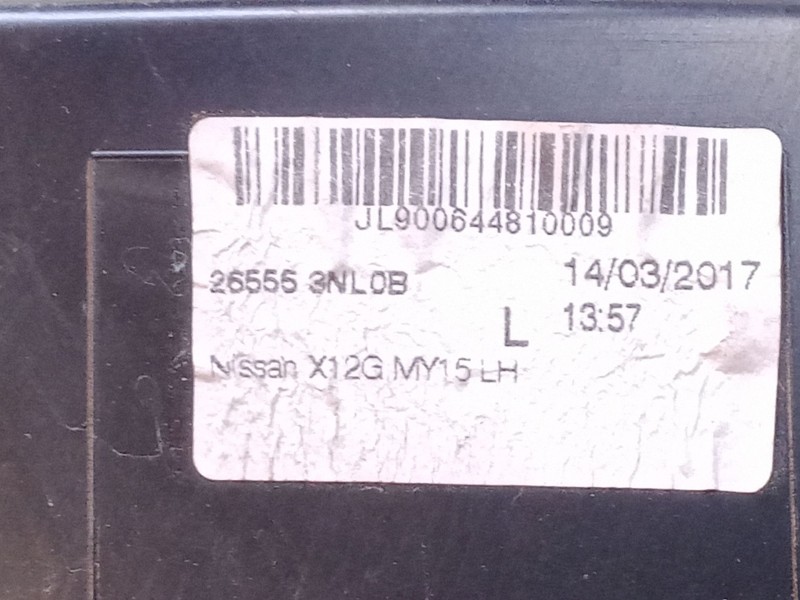 JL900644810009
26555 3NL0B
14/03/2017
L
13:57
Nissan X12G MY15 LH